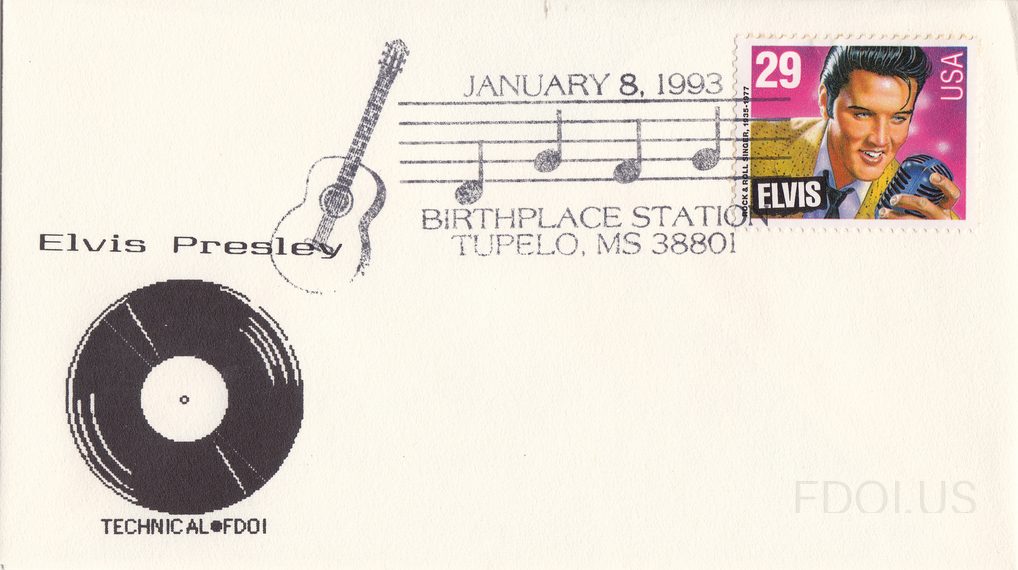 JANUARY 8, 1993
29
USA
ROCK & ROLL SINGER, 1935-1977
ELVIS
BIRTHPLACE STATION
TUPELO, MS 38801
Elvis Presley
TECHNICAL●FDOI
FDOI.US